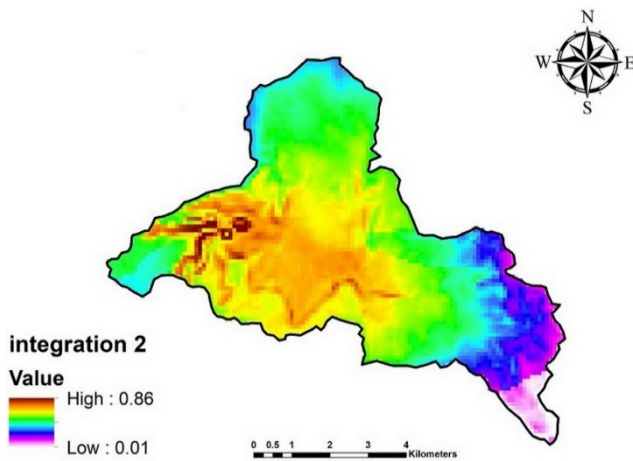 N
W E
S
integration 2
Value
High : 0.86
Low : 0.01
0 0.5 1 2 3 4
Kilometers